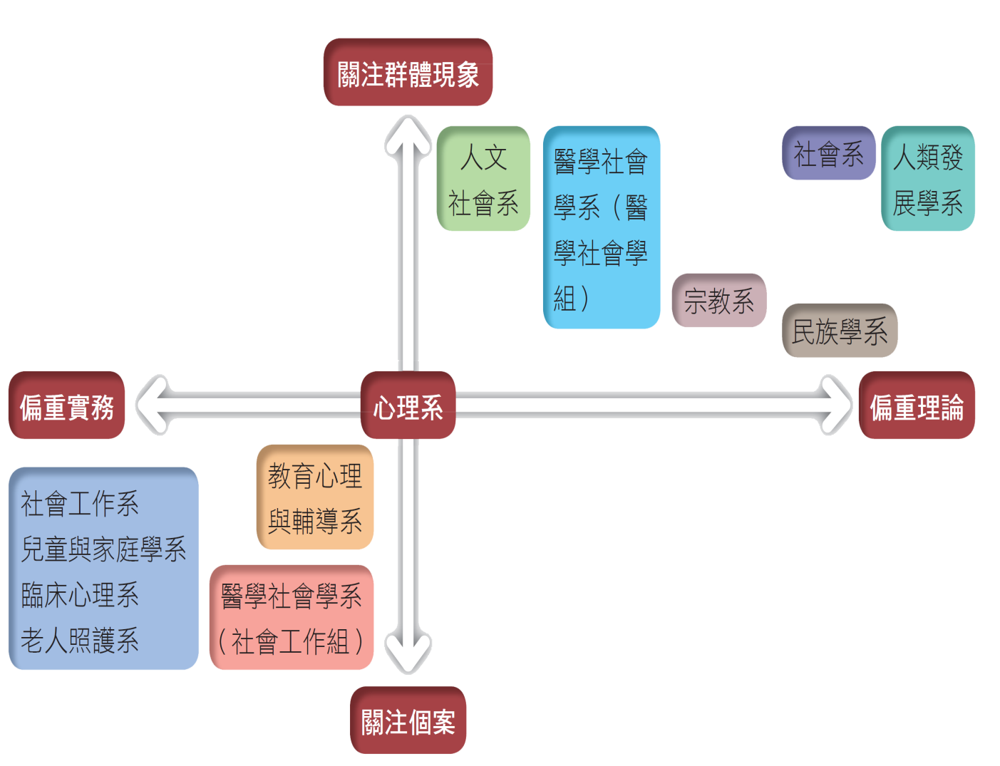 關注群體現象
人文
社會系
醫學社會
學系（醫
學社會學
組）
社會系
人類發
展學系
宗教系
民族學系
偏重實務
心理系
偏重理論
教育心理
與輔導系
社會工作系
兒童與家庭學系
臨床心理系
老人照護系
醫學社會學系
（社會工作組）
關注個案